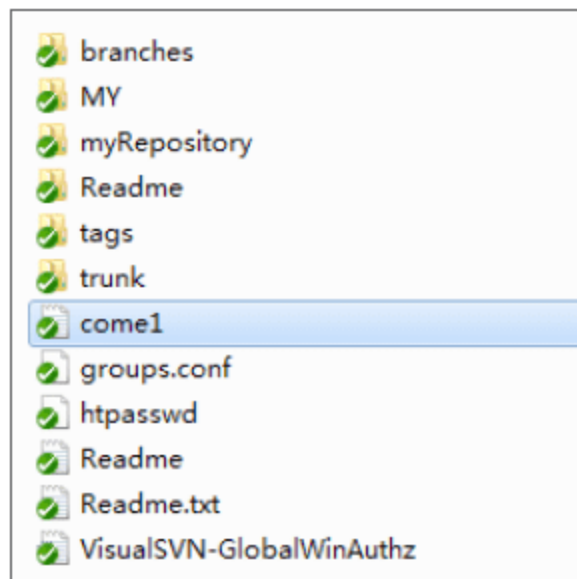 branches
MY
myRepository
Readme
tags
trunk
come1
groups.conf
htpasswd
Readme
Readme.txt
VisualSVN-GlobalWinAuthz